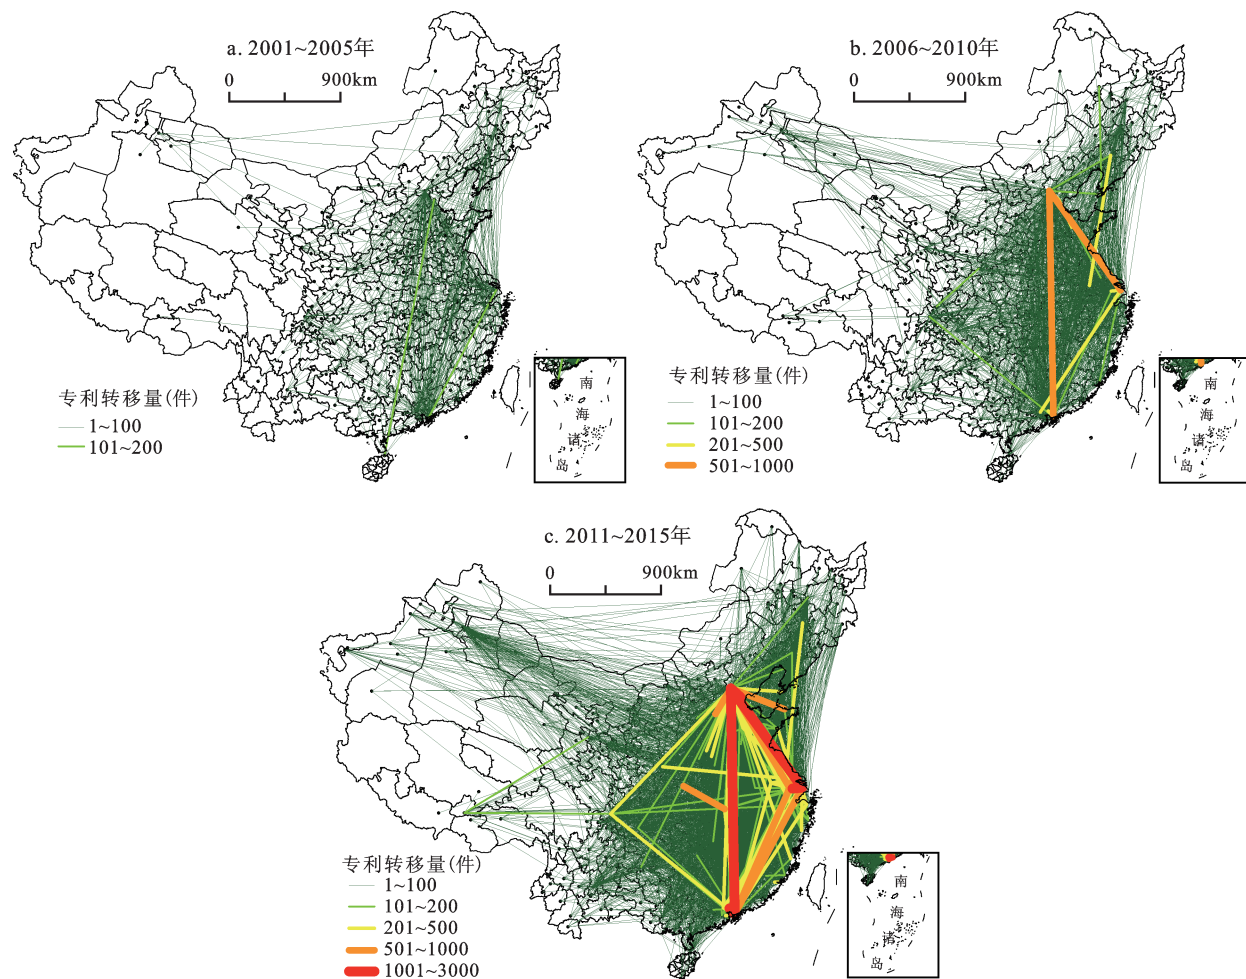 a. 2001~2005年
0 900km
专利转移量(件)
1~100
101~200
南
海
诸
岛
b. 2006~2010年
0 900km
专利转移量(件)
1~100
101~200
201~500
501~1000
南
海
诸
岛
c. 2011~2015年
0 900km
专利转移量(件)
1~100
101~200
201~500
501~1000
1001~3000
南
海
诸
岛